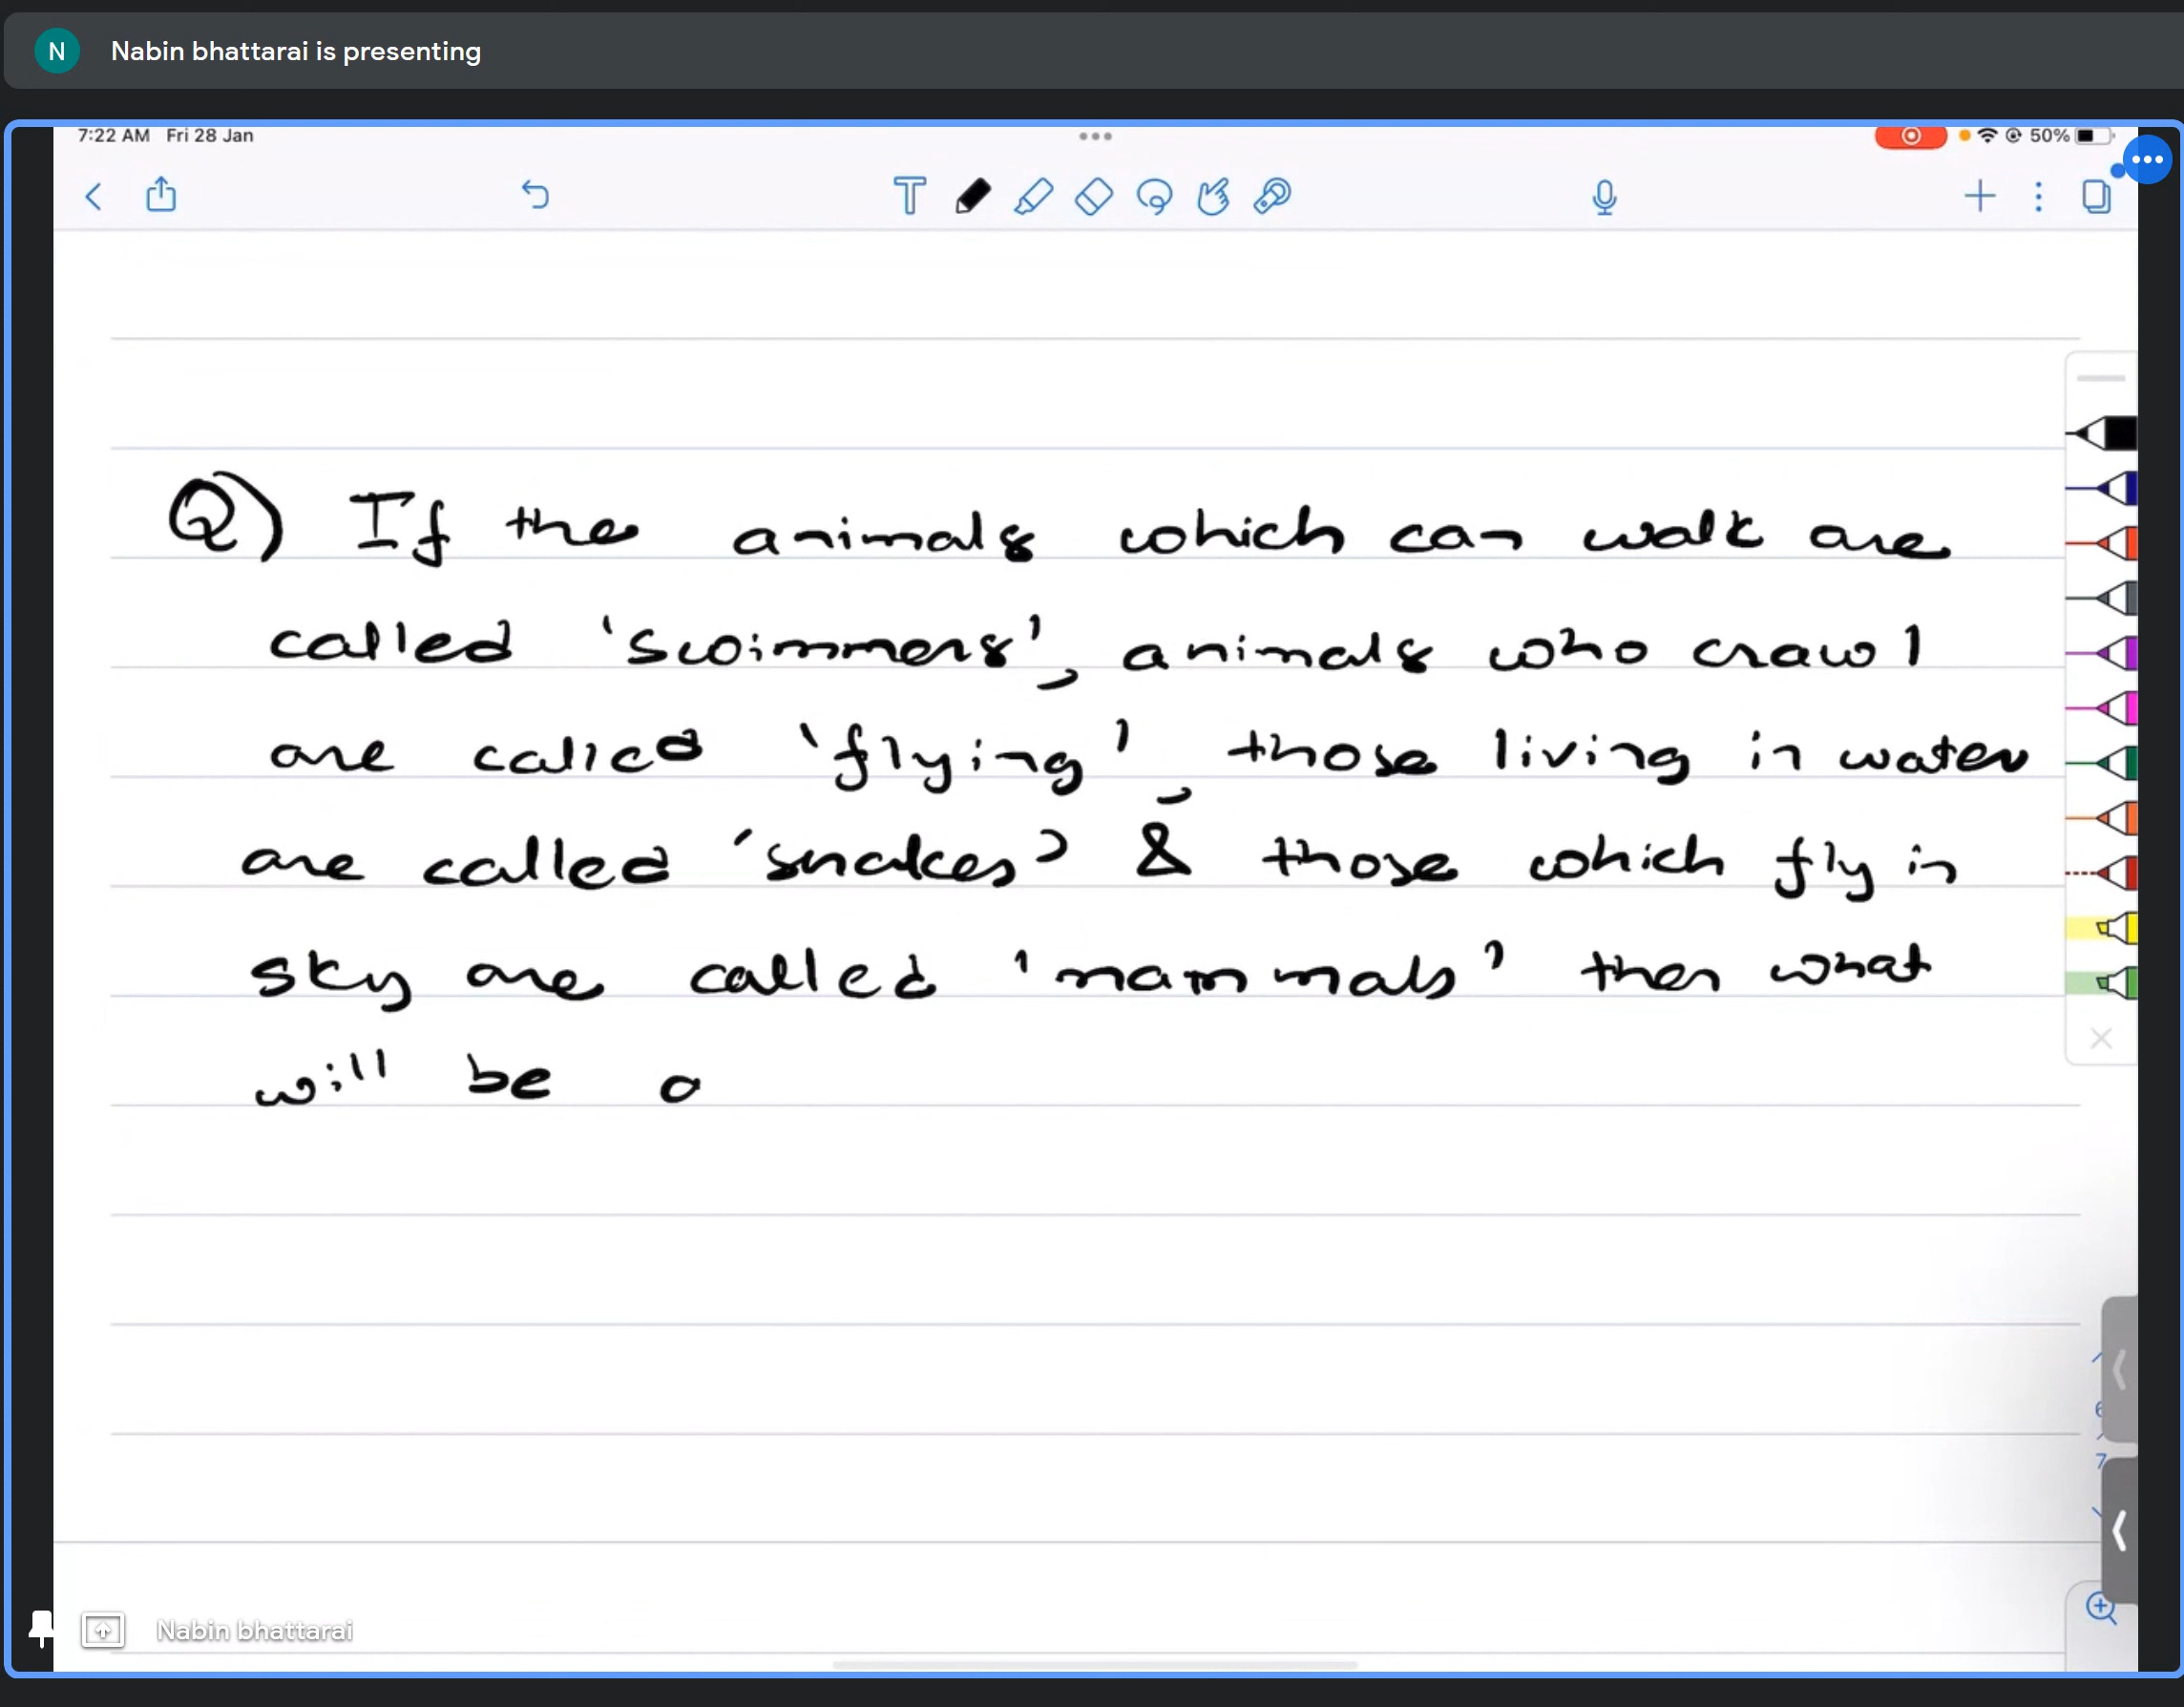 N Nabin bhattarai is presenting
7:22 AM Fri 28 Jan
50%
Q) If the animals which can walk are
called 'swimmers', animals who crawl
are called 'flying', those living in water
are called 'snakes' & those which fly in
sky are called 'mammals' then what
will be a
6
7
Nabin bhattarai